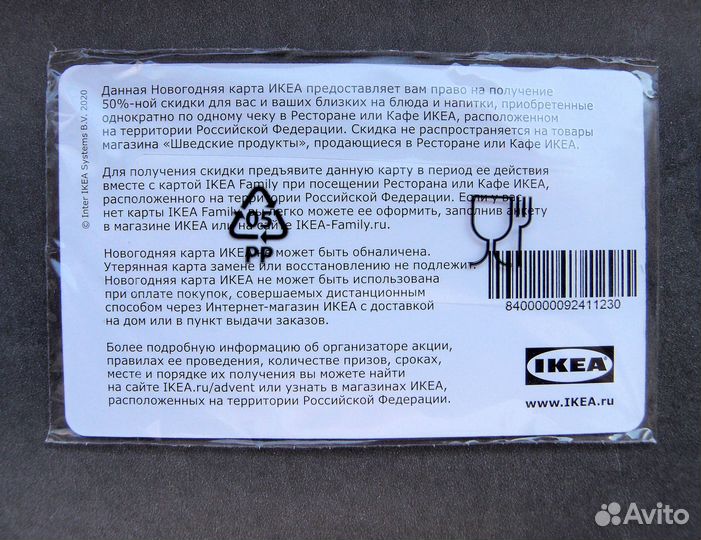 Данная Новогодняя карта ИКЕА предоставляет вам право на получение
50%-ной скидки для вас и ваших близких на блюда и напитки, приобретенные
однократно по одному чеку в Ресторане или Кафе ИКЕА, расположенном
на территории Российской Федерации. Скидка не распространяется на товары
магазина «Шведские продукты», продающиеся в Ресторане или Кафе ИКЕА.
Для получения скидки предъявите данную карту в период ее действия
вместе с картой IKEA Family при посещении Ресторана или Кафе ИКЕА,
расположенного на территории Российской Федерации. Если у вас
нет карты IKEA Family, вы легко можете ее оформить, заполнив анкету
в магазине ИКЕА или на сайте IKEA-Family.ru.
Новогодняя карта ИКЕА не может быть обналичена.
Утерянная карта замене или восстановлению не подлежит.
Новогодняя карта ИКЕА не может быть использована
при оплате покупок, совершаемых дистанционным
способом через Интернет-магазин ИКЕА с доставкой
на дом или в пункт выдачи заказов.
Более подробную информацию об организаторе акции,
правилах ее проведения, количестве призов, сроках,
месте и порядке их получения вы можете найти
на сайте IKEA.ru/advent или узнать в магазинах ИКЕА,
расположенных на территории Российской Федерации.
© Inter IKEA Systems B.V. 2020
05
PP
8400000092411230
IKEA
www.IKEA.ru
Avito